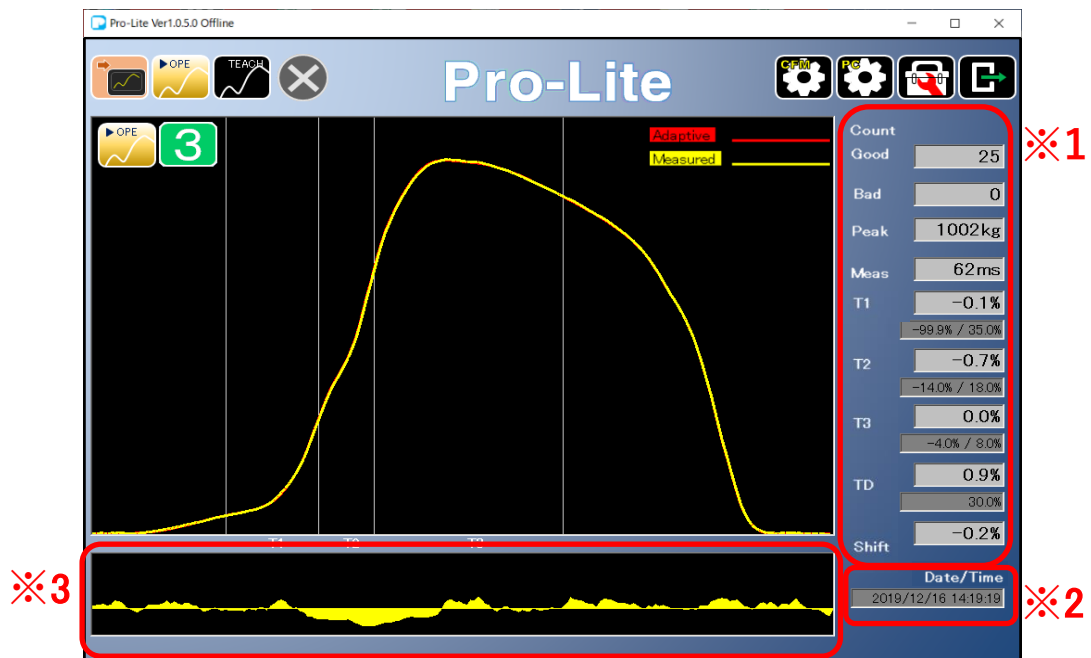 Pro-Lite Ver1.0.5.0 Offline
OPE
TEACH
Pro-Lite
CFM
PC
OPE
3
Adaptive
Measured
Count
Good 25
Bad 0
Peak 1002kg
Meas 62ms
T1 -0.1%
-99.9% / 35.0%
T2 -0.7%
-14.0% / 18.0%
T3 0.0%
-4.0% / 8.0%
TD 0.9%
30.0%
Shift -0.2%
※1
T1 T2 T3
※3
Date/Time
2019/12/16 14:19:19
※2